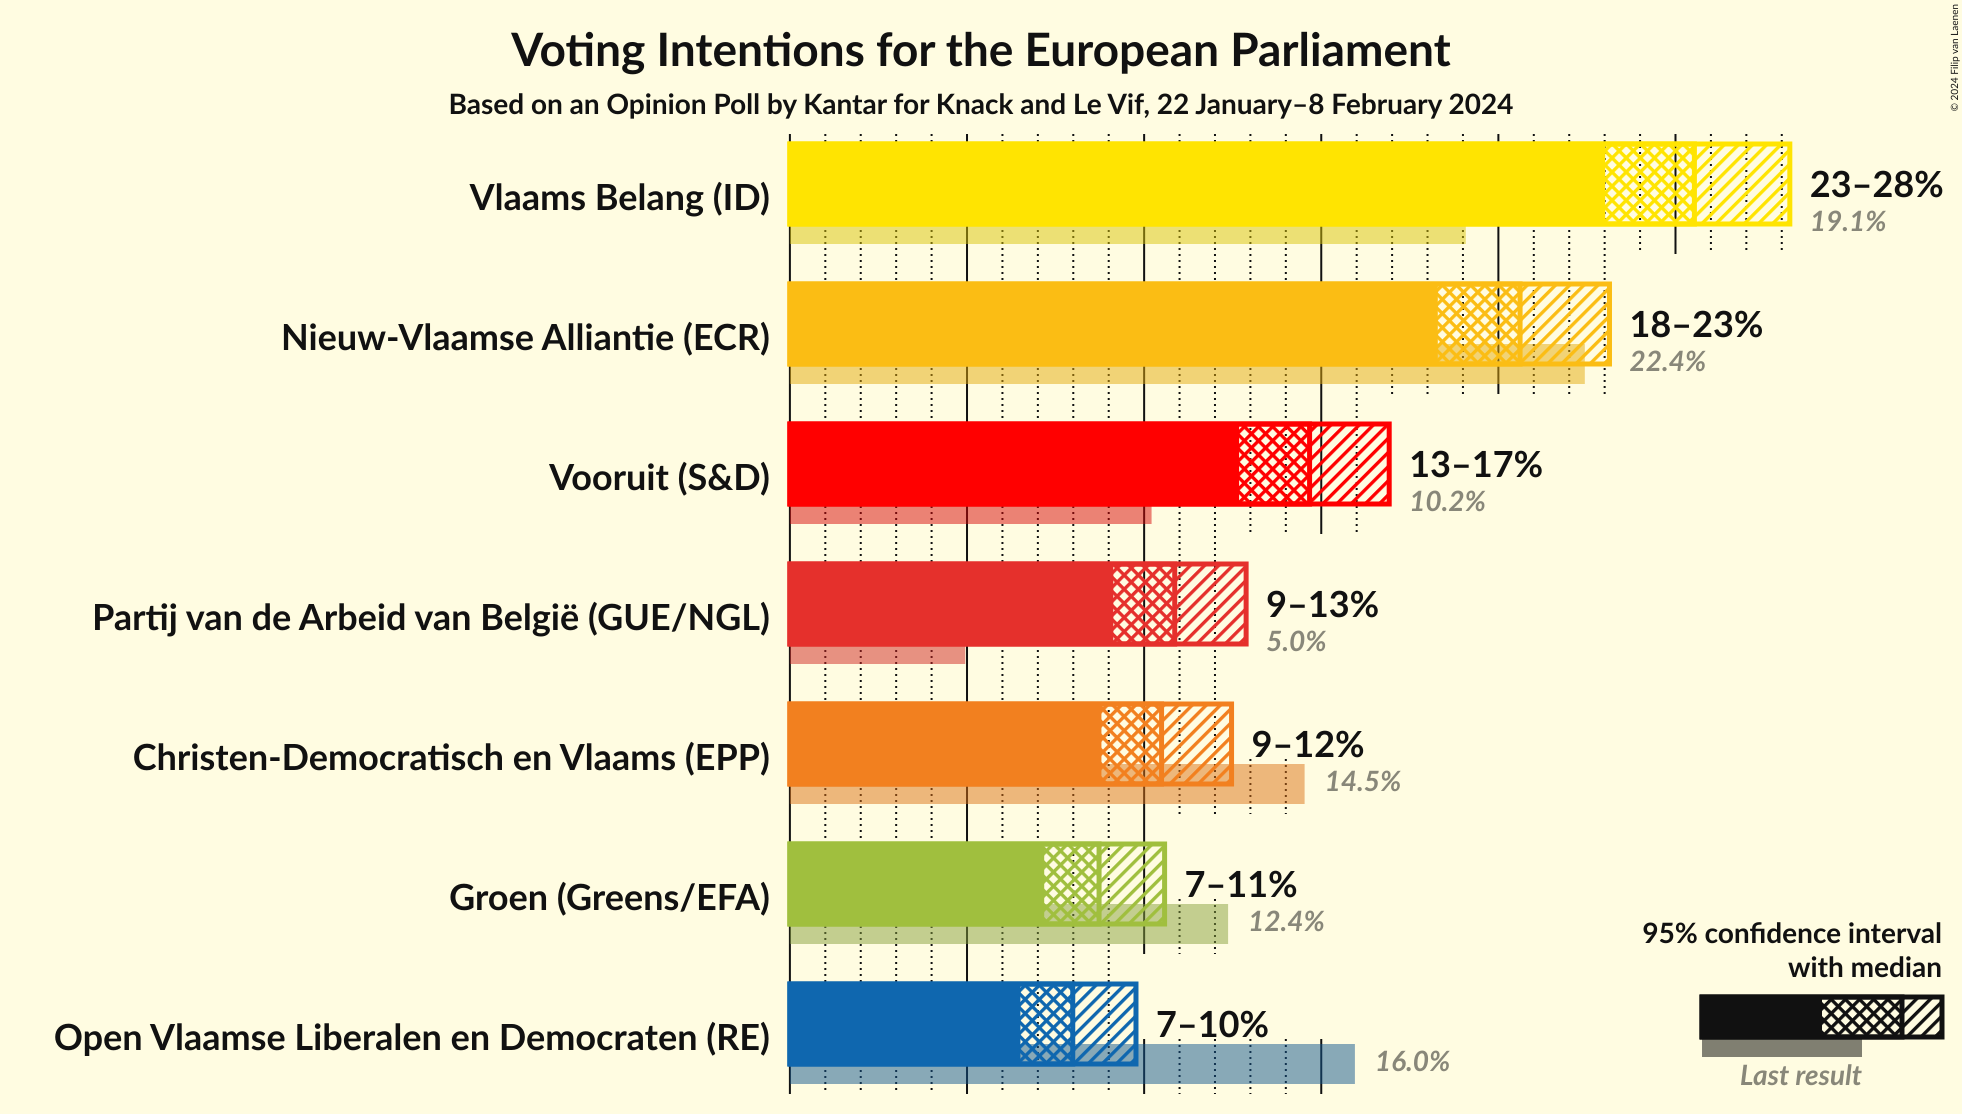 Voting Intentions for the European Parliament
Based on an Opinion Poll by Kantar for Knack and Le Vif, 22 January–8 February 2024
© 2024 Filip van Laenen
Vlaams Belang (ID)
23–28%
19.1%
Nieuw-Vlaamse Alliantie (ECR)
18–23%
22.4%
Vooruit (S&D)
13–17%
10.2%
Partij van de Arbeid van België (GUE/NGL)
9–13%
5.0%
Christen-Democratisch en Vlaams (EPP)
9–12%
14.5%
Groen (Greens/EFA)
7–11%
12.4%
Open Vlaamse Liberalen en Democraten (RE)
7–10%
16.0%
95% confidence interval
with median
Last result